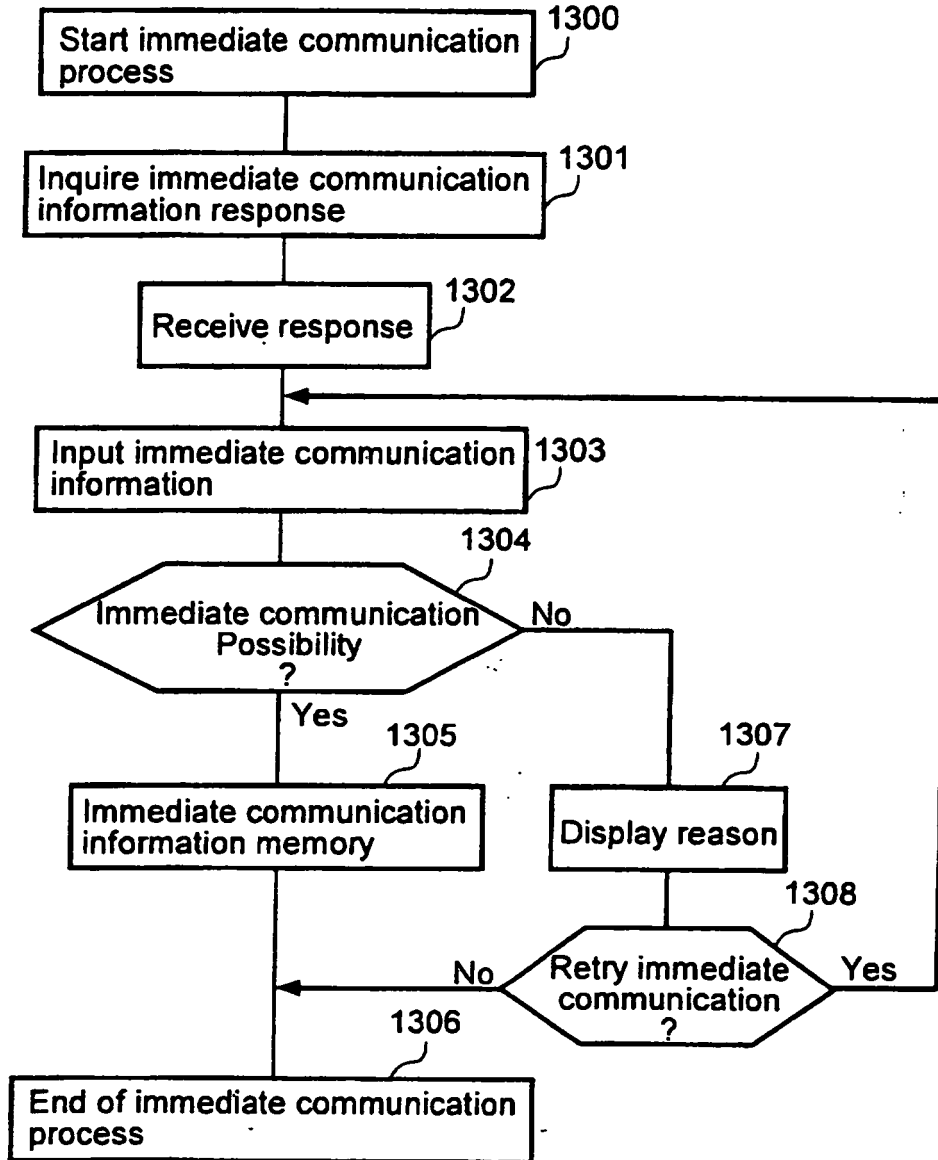 1300
Start immediate communication
process
1301
Inquire immediate communication
information response
1302
Receive response
Input immediate communication
information
1303
1304
Immediate communication
Possibility
?
No
Yes
1305
1307
Immediate communication
information memory
Display reason
1308
No
Retry immediate
communication
?
Yes
1306
End of immediate communication
process